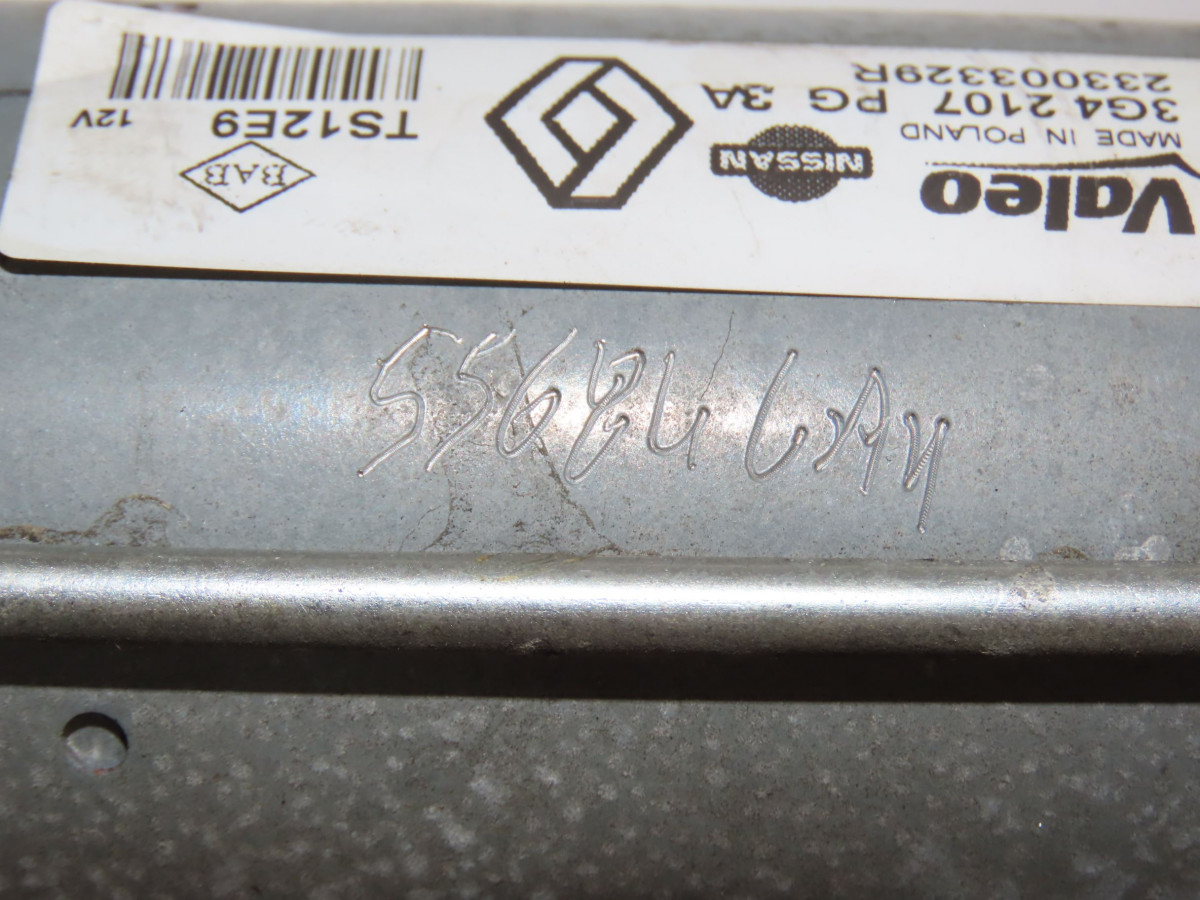 Valeo
MADE IN POLAND
3G4 2107 PG 3A
233003329R
NISSAN
TS12E9
12V
BAB